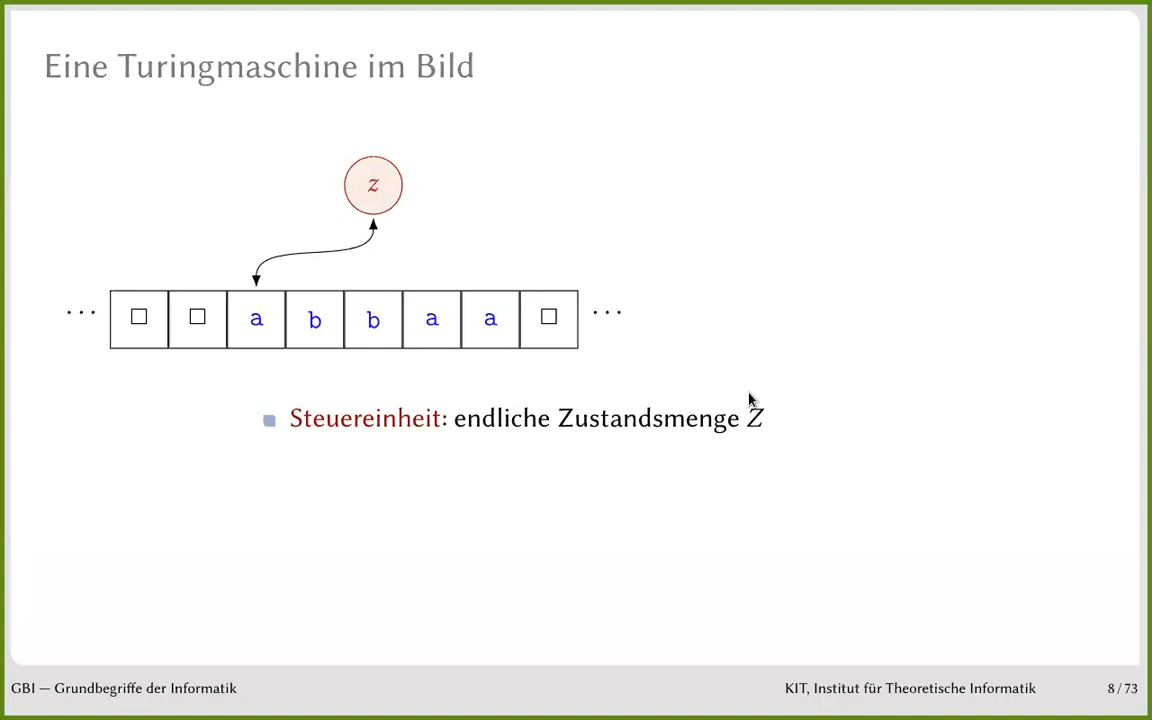 Eine Turingmaschine im Bild
z
··· □ □ a b b a a □ ···
Steuereinheit: endliche Zustandsmenge Z
GBI — Grundbegriffe der Informatik KIT, Institut für Theoretische Informatik 8 / 73